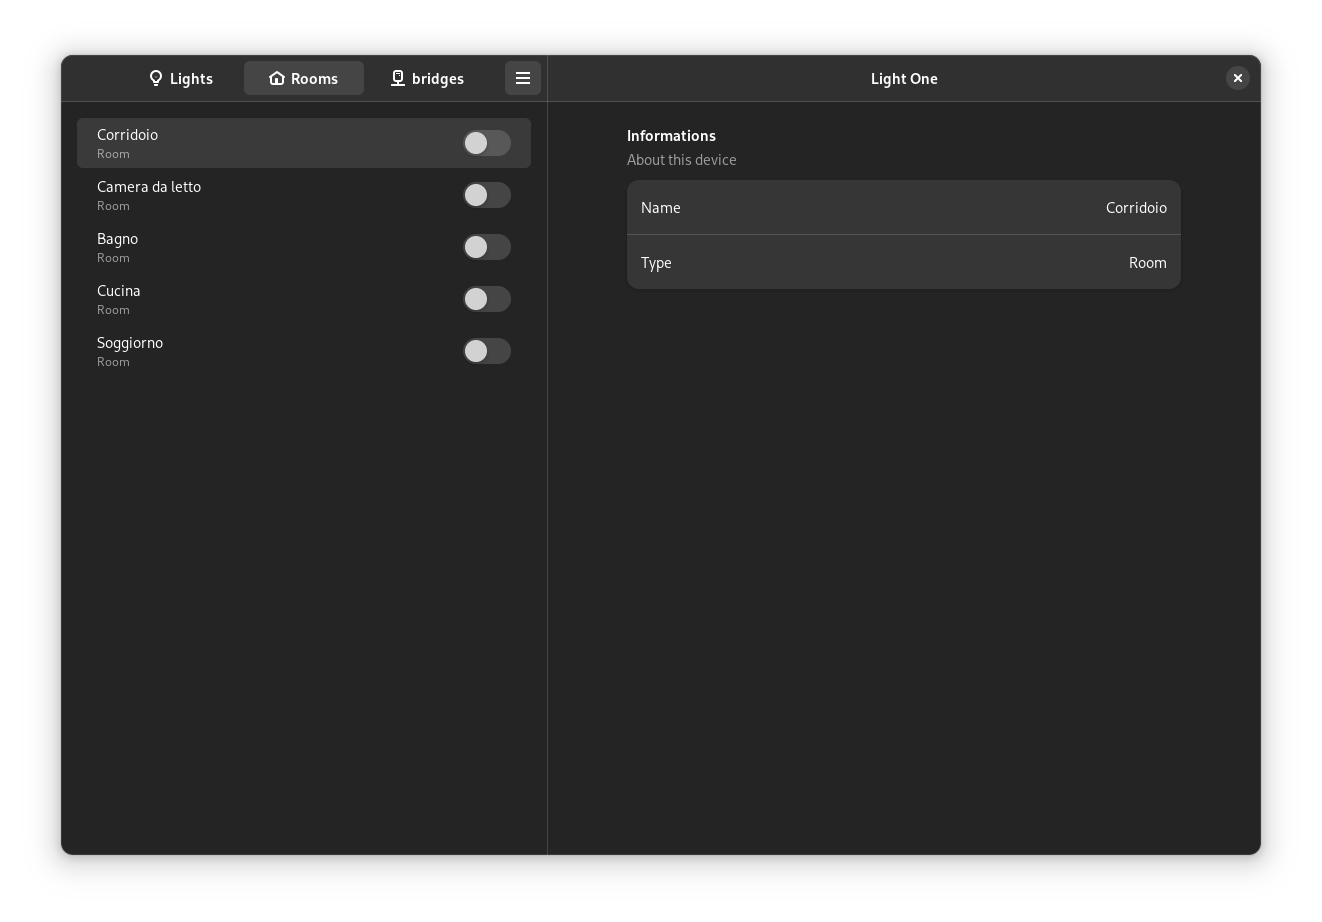 Lights
Rooms
bridges
Light One
Corridoio
Room
Camera da letto
Room
Bagno
Room
Cucina
Room
Soggiorno
Room
Informations
About this device
Name Corridoio
Type Room